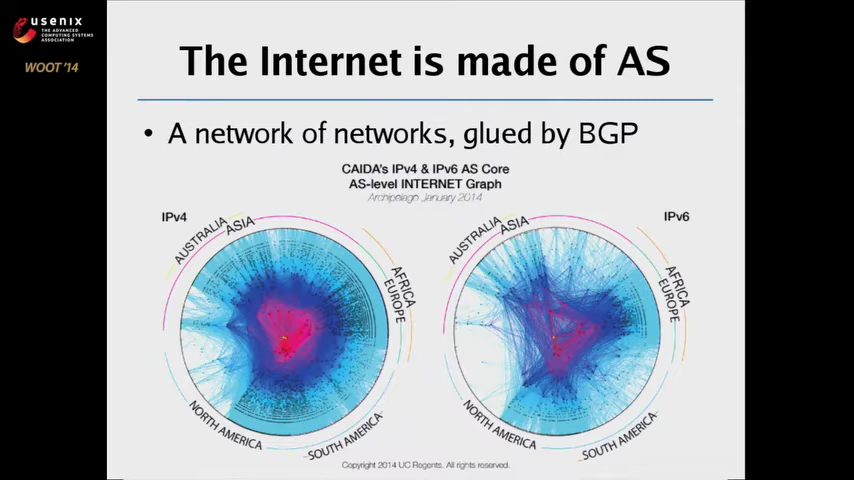 usenix
THE ADVANCED
COMPUTING SYSTEMS
ASSOCIATION
WOOT '14
The Internet is made of AS
• A network of networks, glued by BGP
CAIDA's IPv4 & IPv6 AS Core
AS-level INTERNET Graph
Archipelago January 2014
IPv4
IPv6
AUSTRALIA
ASIA
AFRICA
EUROPE
NORTH AMERICA
SOUTH AMERICA
AUSTRALIA
ASIA
AFRICA
EUROPE
NORTH AMERICA
SOUTH AMERICA
Copyright 2014 UC Regents. All rights reserved.